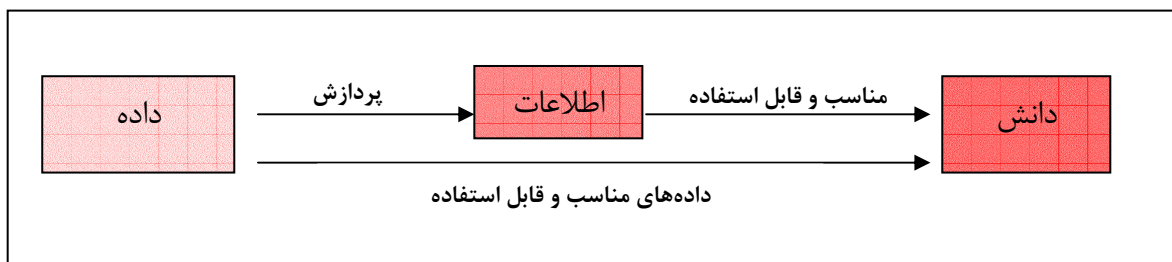 داده
پردازش
اطلاعات
مناسب و قابل استفاده
دانش
داده‌های مناسب و قابل استفاده